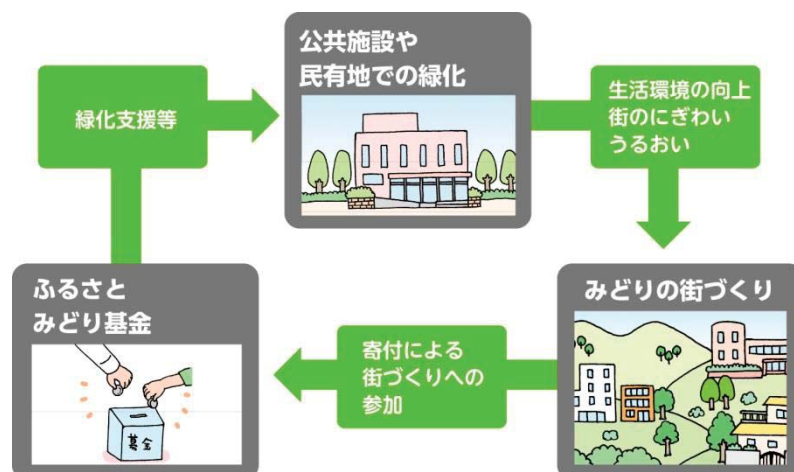 公共施設や
民有地での緑化
緑化支援等
生活環境の向上
街のにぎわい
うるおい
ふるさと
みどり基金
基金
寄付による
街づくりへの
参加
みどりの街づくり